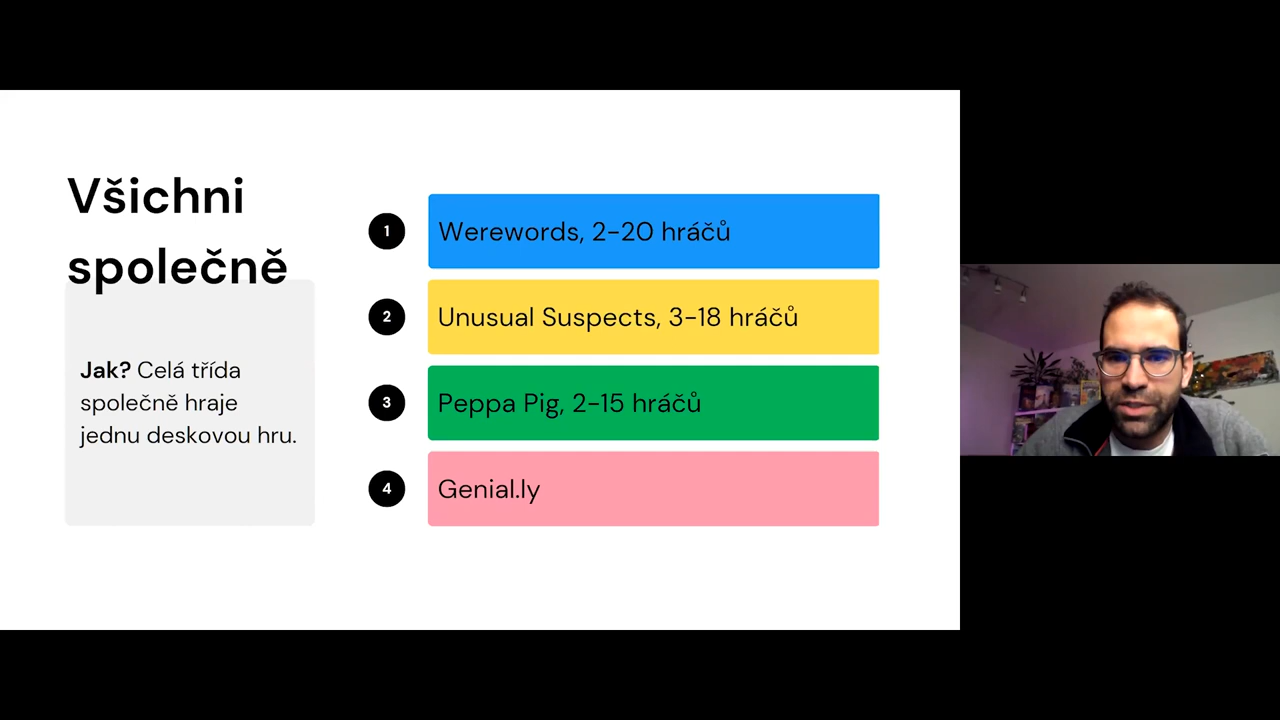 Všichni
společně
Jak? Celá třída
společně hraje
jednu deskovou hru.
1
Werewords, 2-20 hráčů
2
Unusual Suspects, 3-18 hráčů
3
Peppa Pig, 2-15 hráčů
4
Genial.ly